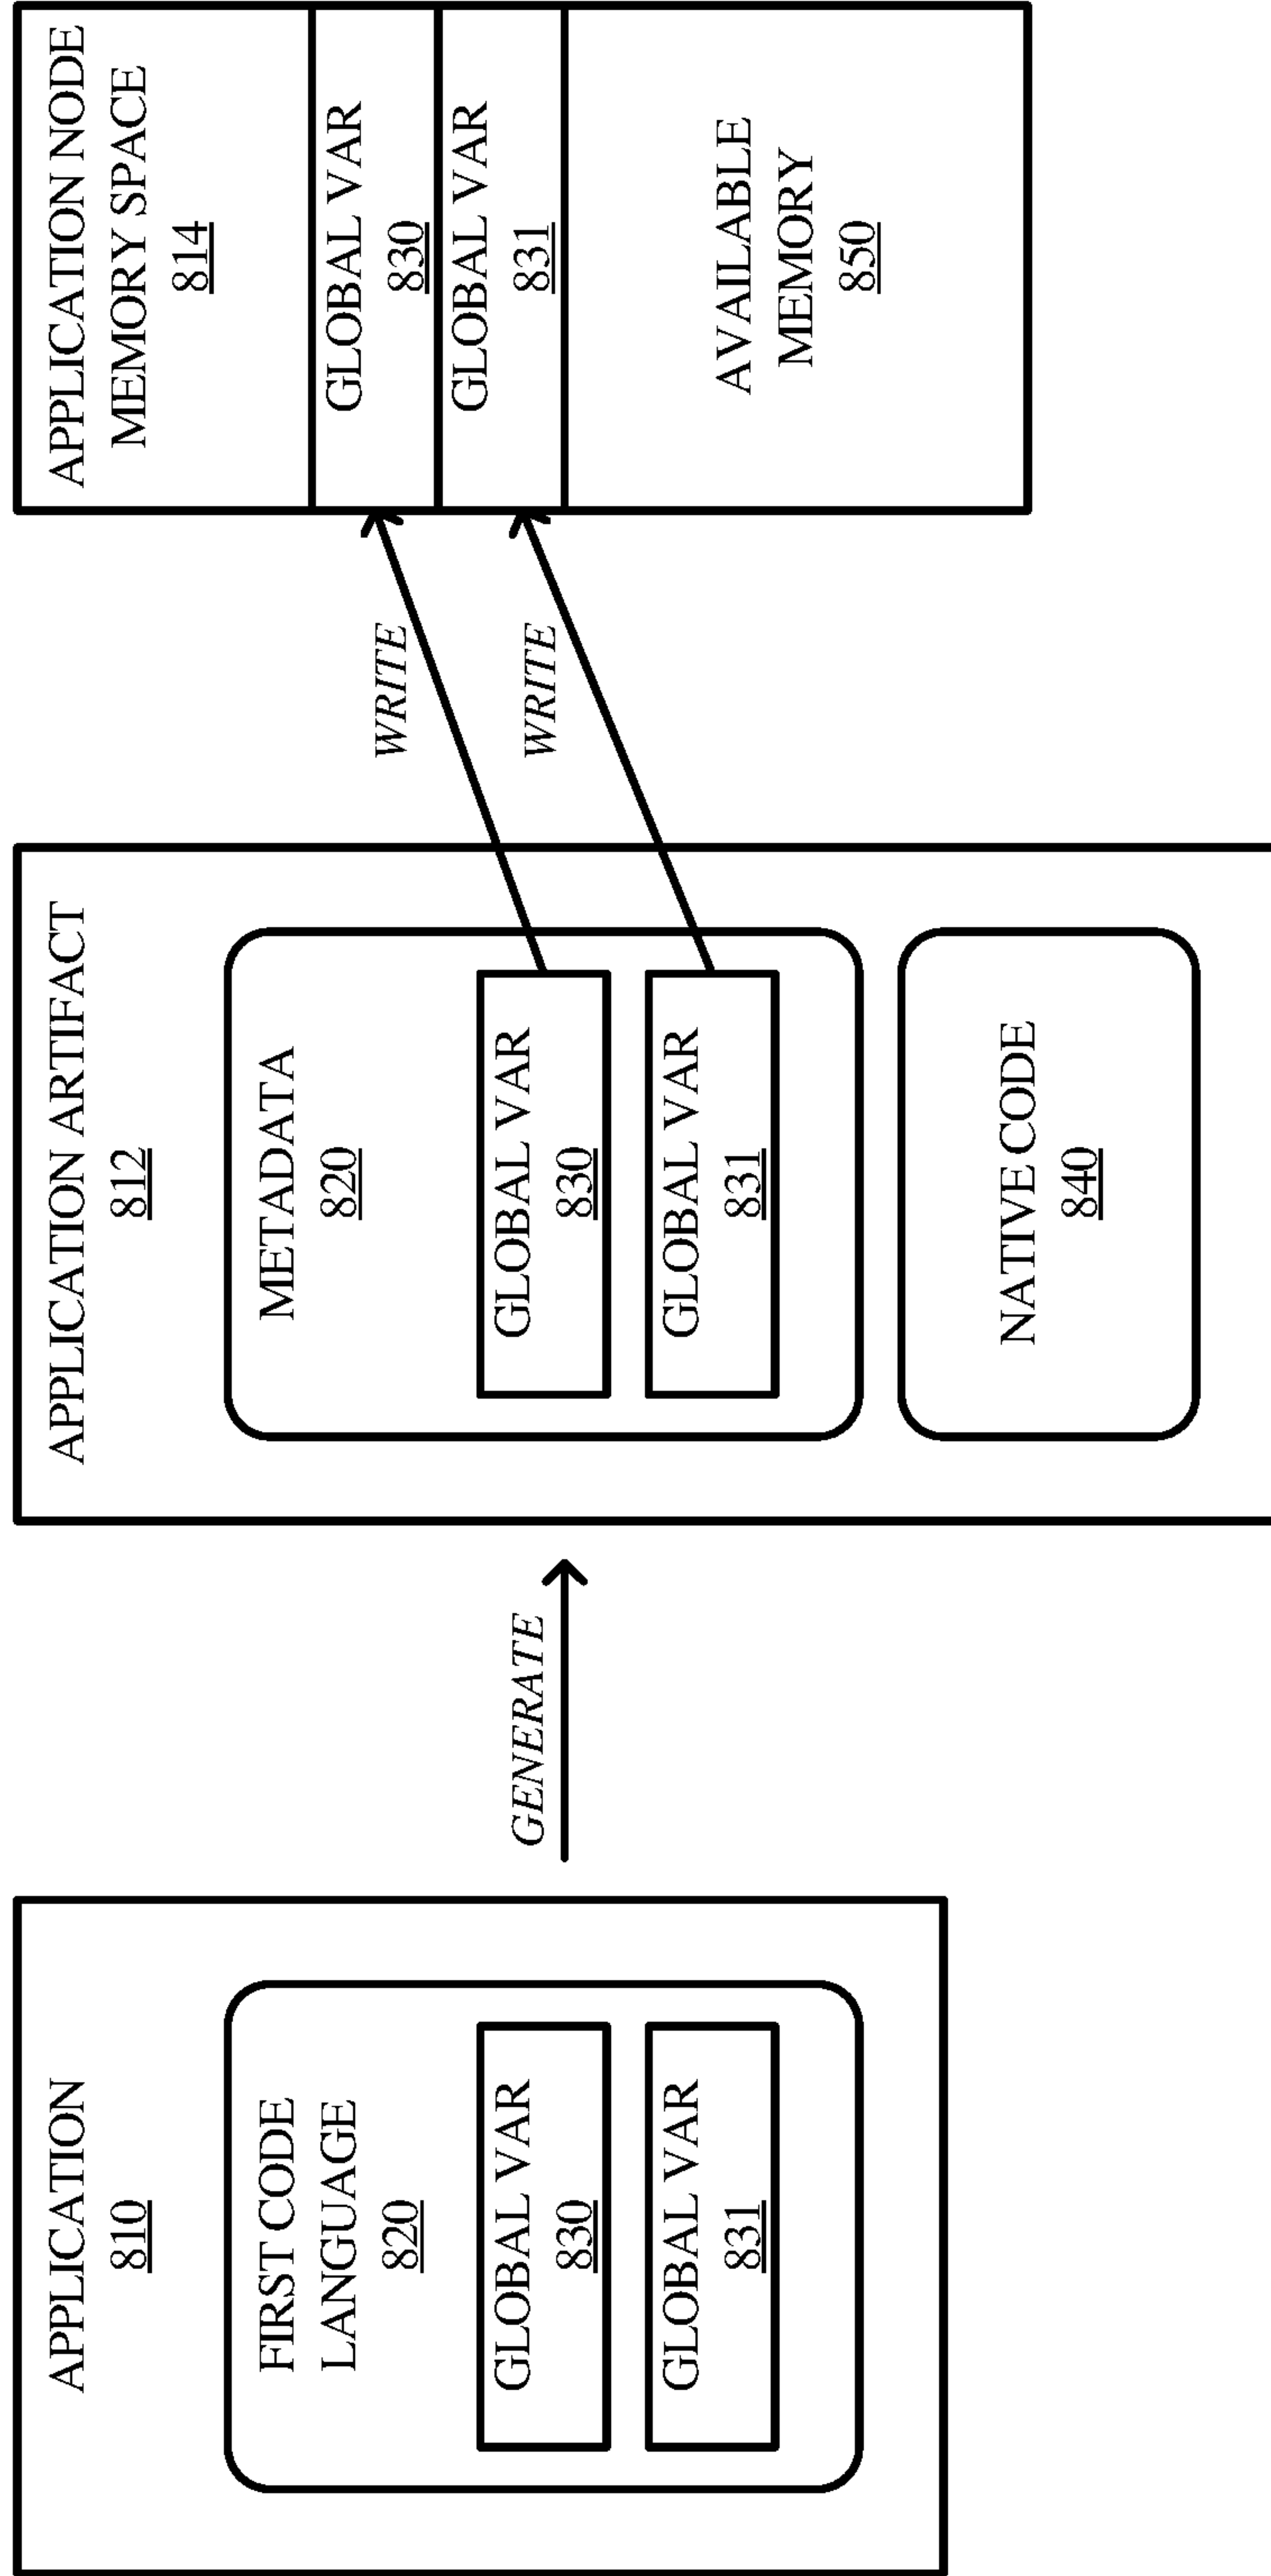 APPLICATION
810
FIRST CODE
LANGUAGE
820
GLOBAL VAR
830
GLOBAL VAR
831
GENERATE
APPLICATION ARTIFACT
812
METADATA
820
GLOBAL VAR
830
GLOBAL VAR
831
NATIVE CODE
840
WRITE
WRITE
APPLICATION NODE
MEMORY SPACE
814
GLOBAL VAR
830
GLOBAL VAR
831
AVAILABLE
MEMORY
850